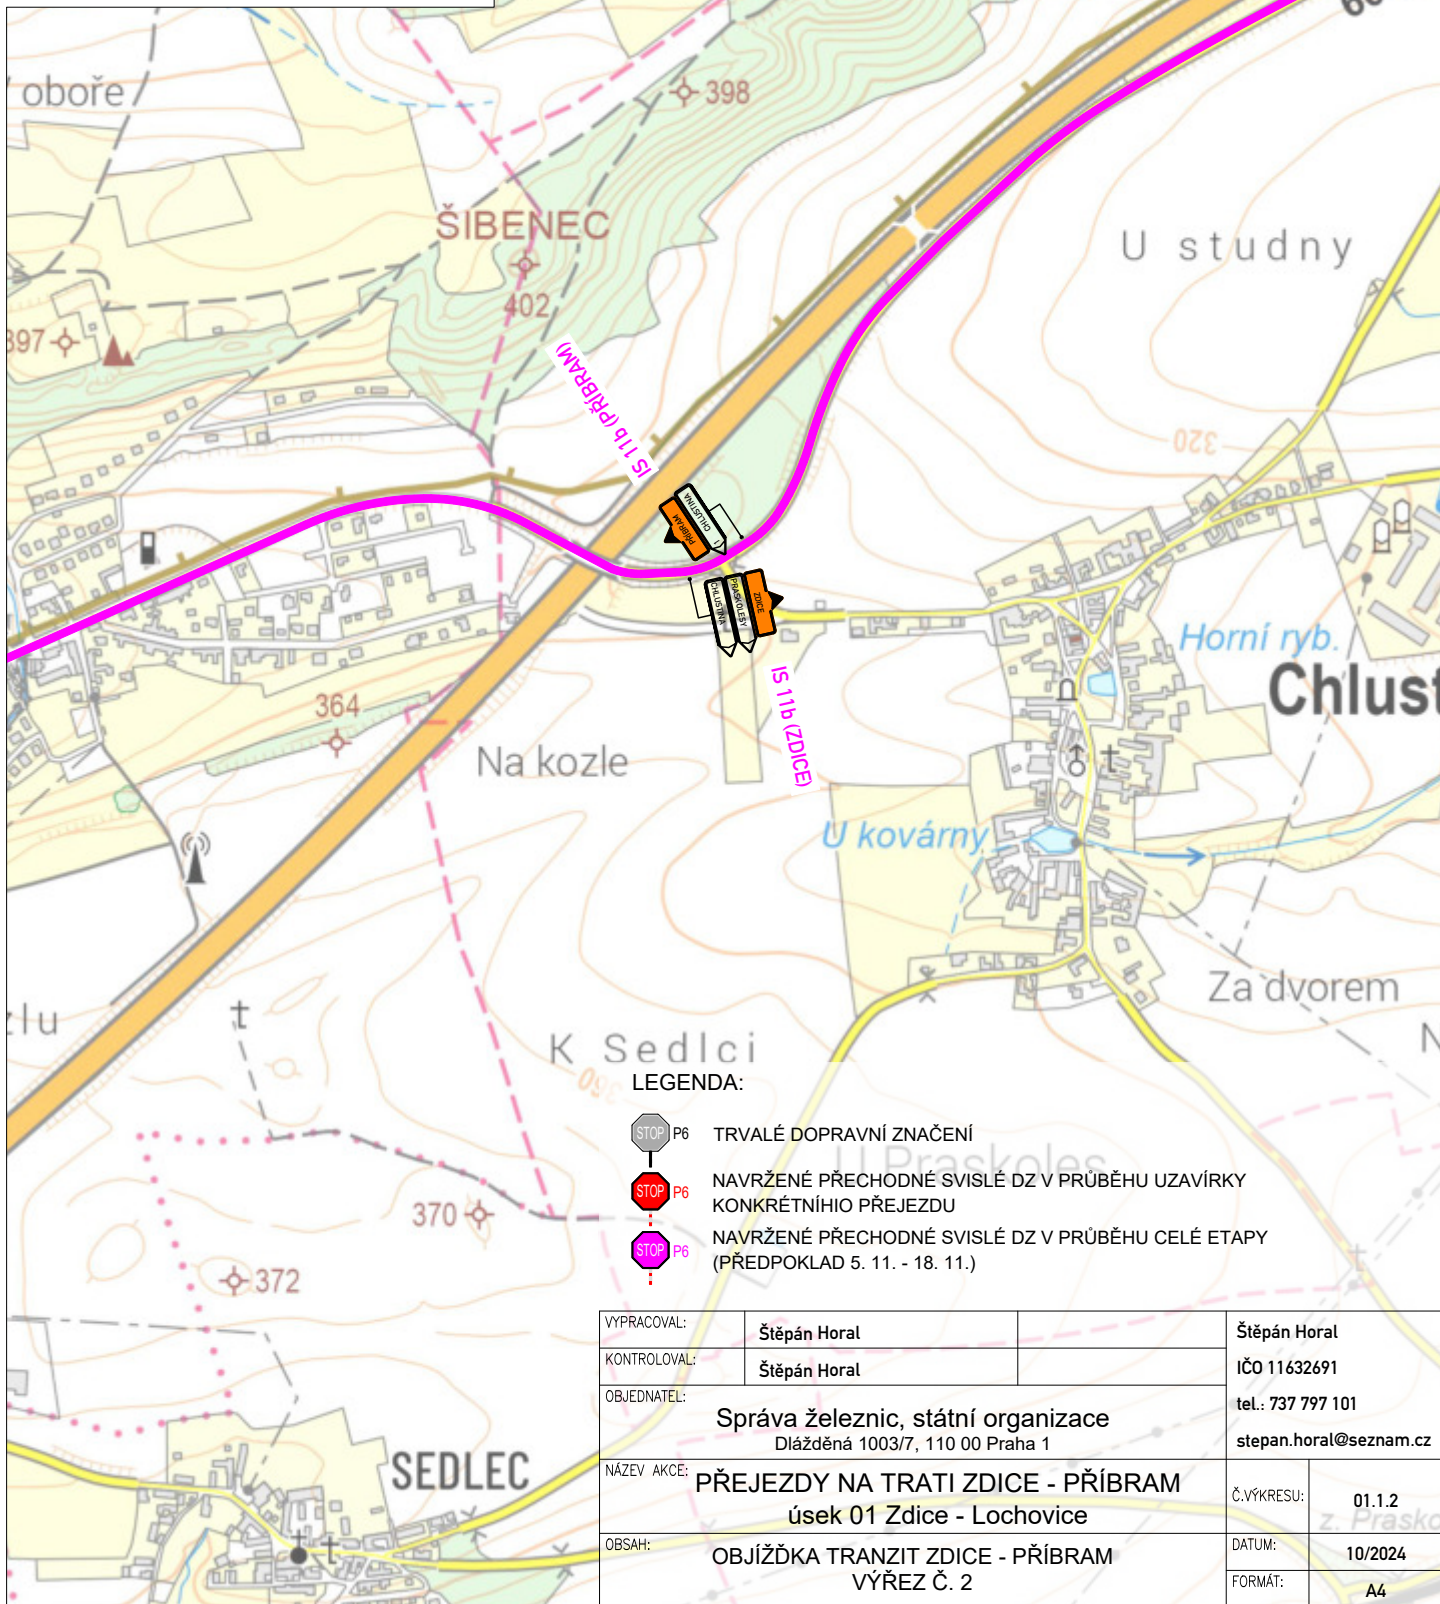 oboře
398
ŠIBENEC
402
397
U studny
320
IS 11b (PŘÍBRAM)
PŘÍBRAM
CHLUSTINA
CHLUSTINA
PRASKOLESY
ZDICE
IS 11b (ZDICE)
Horní ryb.
Chlust
364
Na kozle
U kovárny
Za dvorem
K Sedlci
360
U Praskoles
370
372
SEDLEC
LEGENDA:
STOP P6 TRVALÉ DOPRAVNÍ ZNAČENÍ
STOP P6 NAVRŽENÉ PŘECHODNÉ SVISLÉ DZ V PRŮBĚHU UZAVÍRKY
KONKRÉTNÍHIO PŘEJEZDU
STOP P6 NAVRŽENÉ PŘECHODNÉ SVISLÉ DZ V PRŮBĚHU CELÉ ETAPY
(PŘEDPOKLAD 5. 11. - 18. 11.)
VYPRACOVAL: Štěpán Horal
KONTROLOVAL: Štěpán Horal
OBJEDNATEL:
Správa železnic, státní organizace
Dlážděná 1003/7, 110 00 Praha 1
Štěpán Horal
IČO 11632691
tel.: 737 797 101
stepan.horal@seznam.cz
NÁZEV AKCE: PŘEJEZDY NA TRATI ZDICE - PŘÍBRAM
úsek 01 Zdice - Lochovice
Č.VÝKRESU: 01.1.2
z. Prasko
OBSAH: OBJÍŽĎKA TRANZIT ZDICE - PŘÍBRAM
VÝŘEZ Č. 2
DATUM: 10/2024
FORMÁT: A4